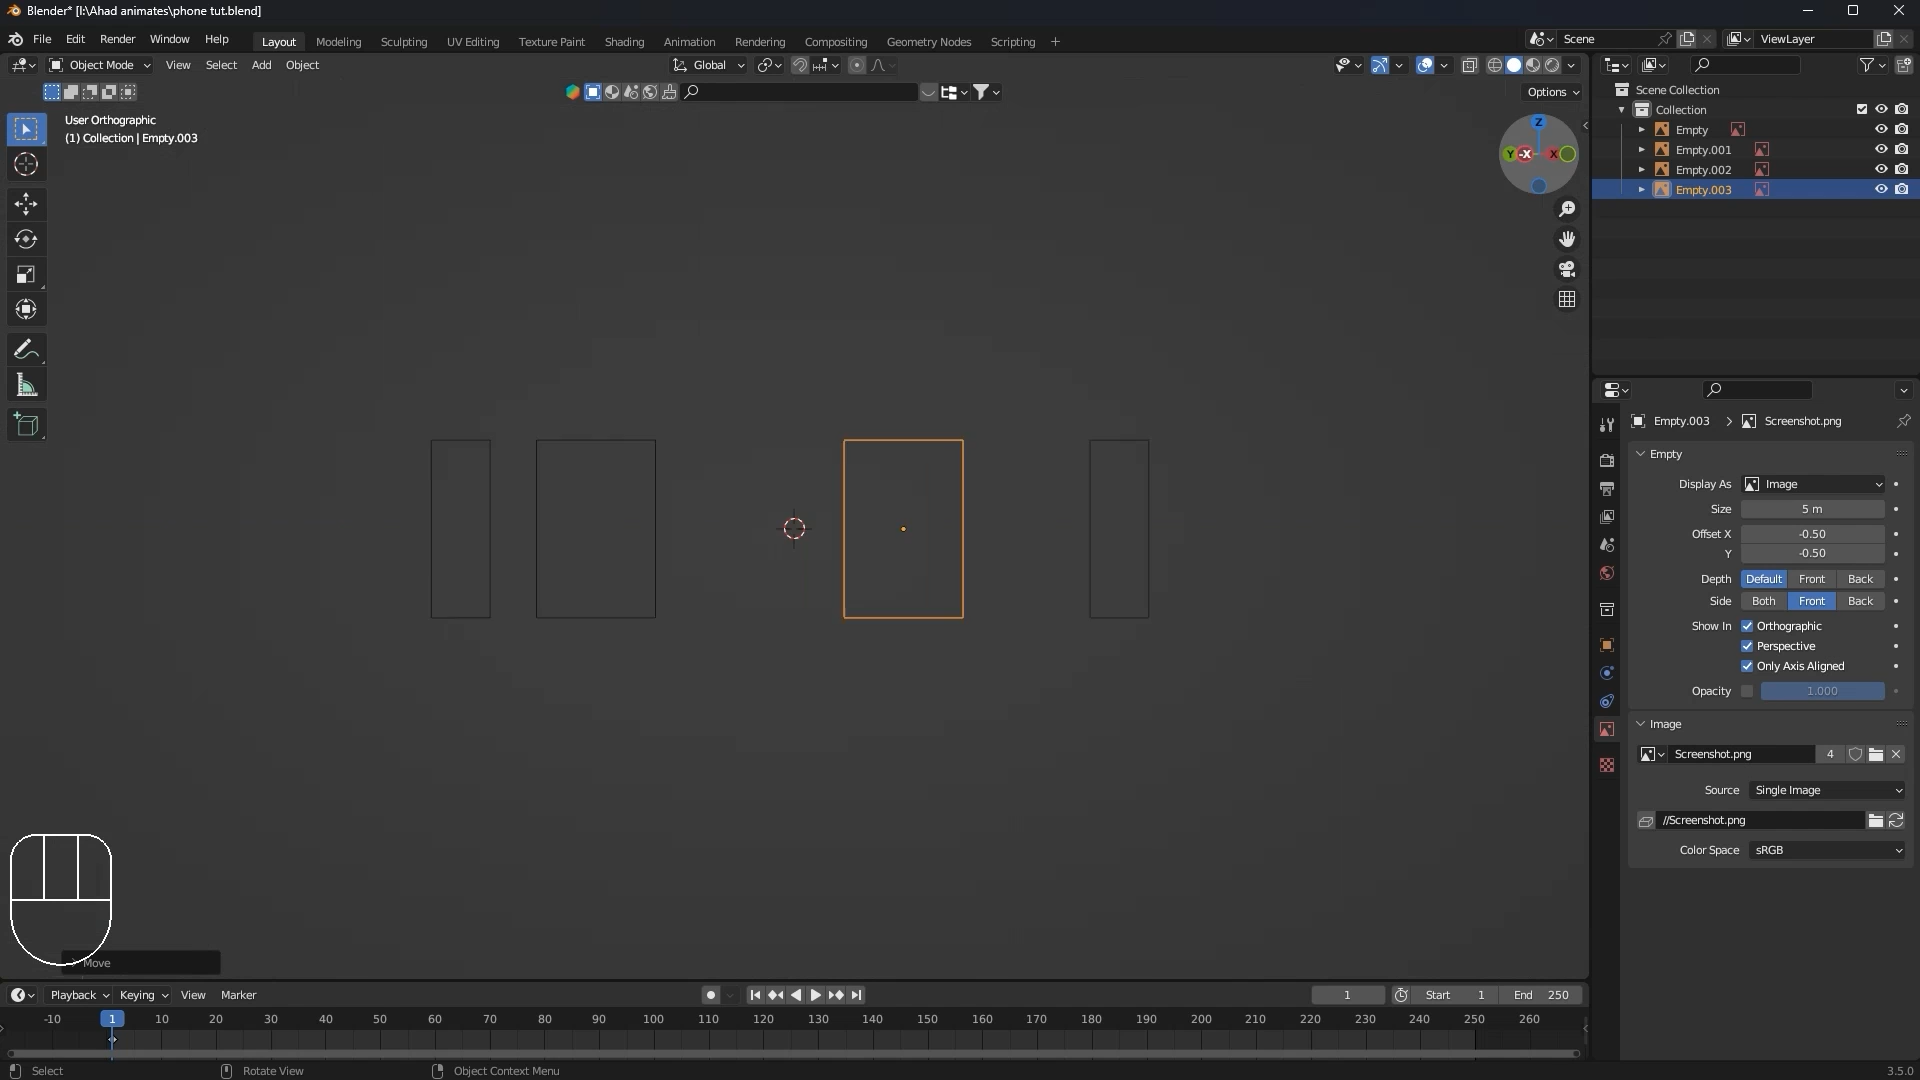 Blender* [I:\Ahad animates\phone tut.blend]
File Edit Render Window Help Layout Modeling Sculpting UV Editing Texture Paint Shading Animation Rendering Compositing Geometry Nodes Scripting + Scene ViewLayer
Object Mode View Select Add Object Global
Options
User Orthographic
(1) Collection | Empty.003
Z
Y -X X
Scene Collection
Collection
Empty
Empty.001
Empty.002
Empty.003
Empty.003 > Screenshot.png
Empty
Display As Image
Size 5 m
Offset X -0.50
Y -0.50
Depth Default Front Back
Side Both Front Back
Show In Orthographic
Perspective
Only Axis Aligned
Opacity 1.000
Image
Screenshot.png 4
Source Single Image
//Screenshot.png
Color Space sRGB
Move
Playback Keying View Marker 1 Start 1 End 250
-10 1 10 20 30 40 50 60 70 80 90 100 110 120 130 140 150 160 170 180 190 200 210 220 230 240 250 260
Select Rotate View Object Context Menu 3.5.0